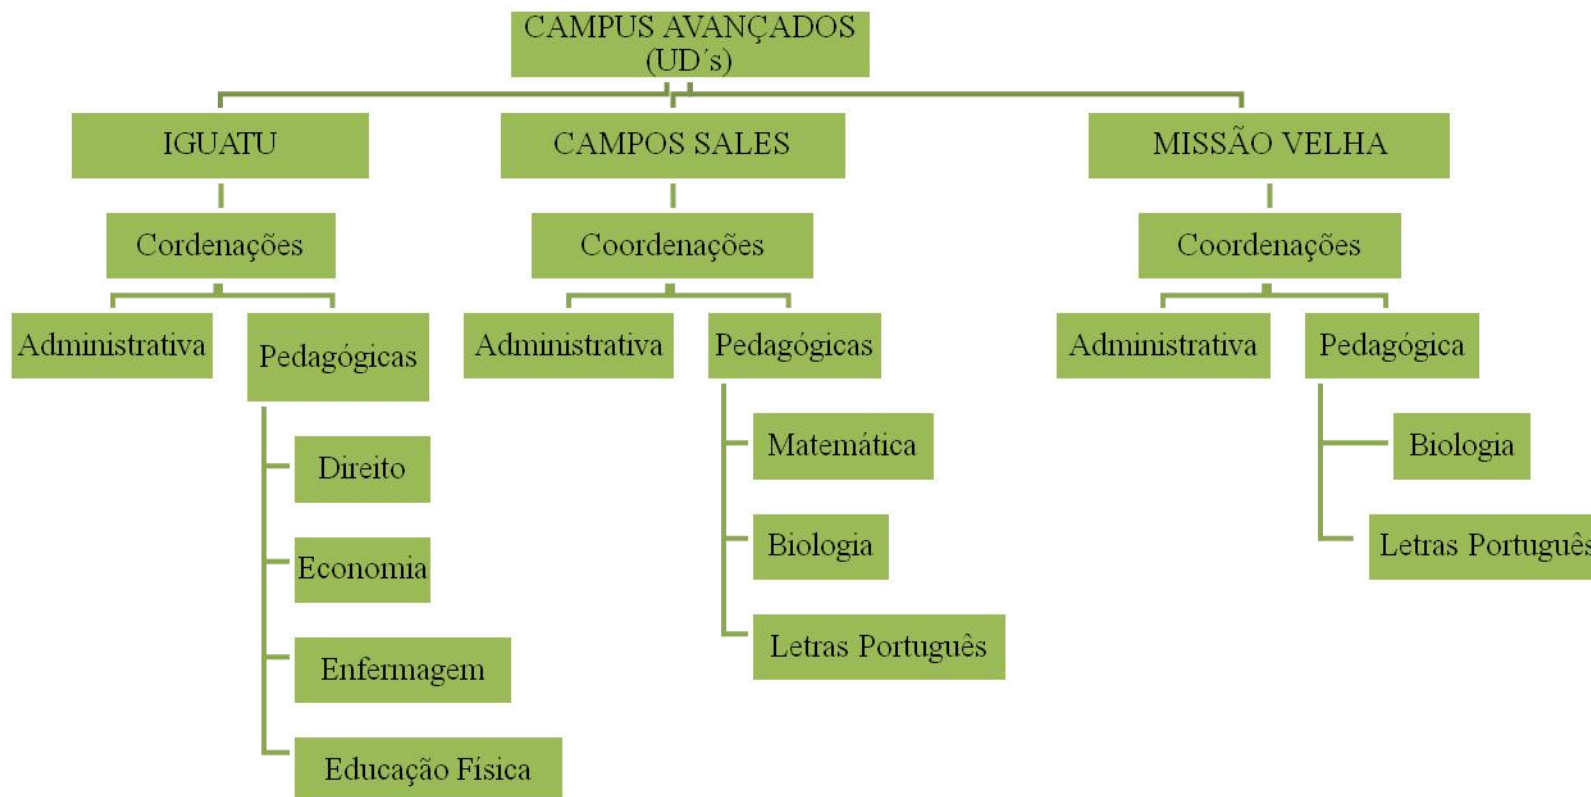 CAMPUS AVANÇADOS
(UD´s)
IGUATU
CAMPOS SALES
MISSÃO VELHA
Cordenações
Coordenações
Coordenações
Administrativa
Pedagógicas
Administrativa
Pedagógicas
Administrativa
Pedagógica
Direito
Economia
Enfermagem
Educação Física
Matemática
Biologia
Letras Português
Biologia
Letras Português